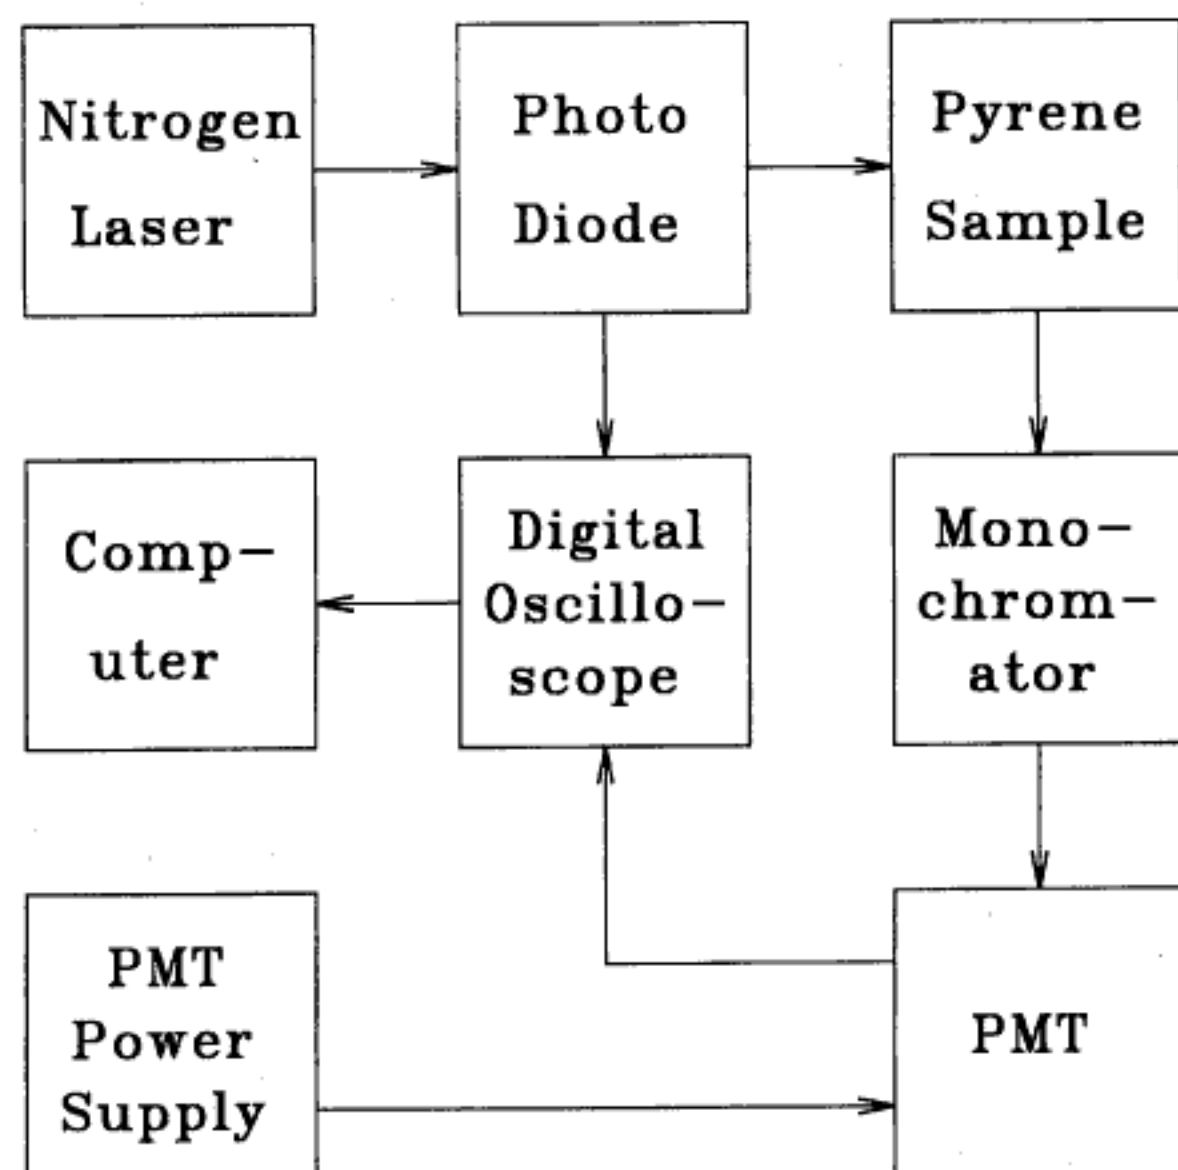 Nitrogen
Laser
Photo
Diode
Pyrene
Sample
Comp-
uter
Digital
Oscillo-
scope
Mono-
chrom-
ator
PMT
Power
Supply
PMT